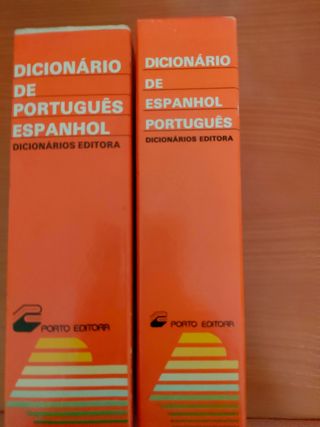 DICIONÁRIO
DE
PORTUGUÊS
ESPANHOL
DICIONÁRIOS EDITORA
PORTO EDITORA
DICIONÁRIO
DE
ESPANHOL
PORTUGUÊS
DICIONÁRIOS EDITORA
PORTO EDITORA